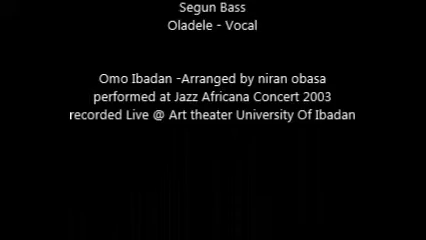 Segun Bass
Oladele - Vocal
Omo Ibadan -Arranged by niran obasa
performed at Jazz Africana Concert 2003
recorded Live @ Art theater University Of Ibadan